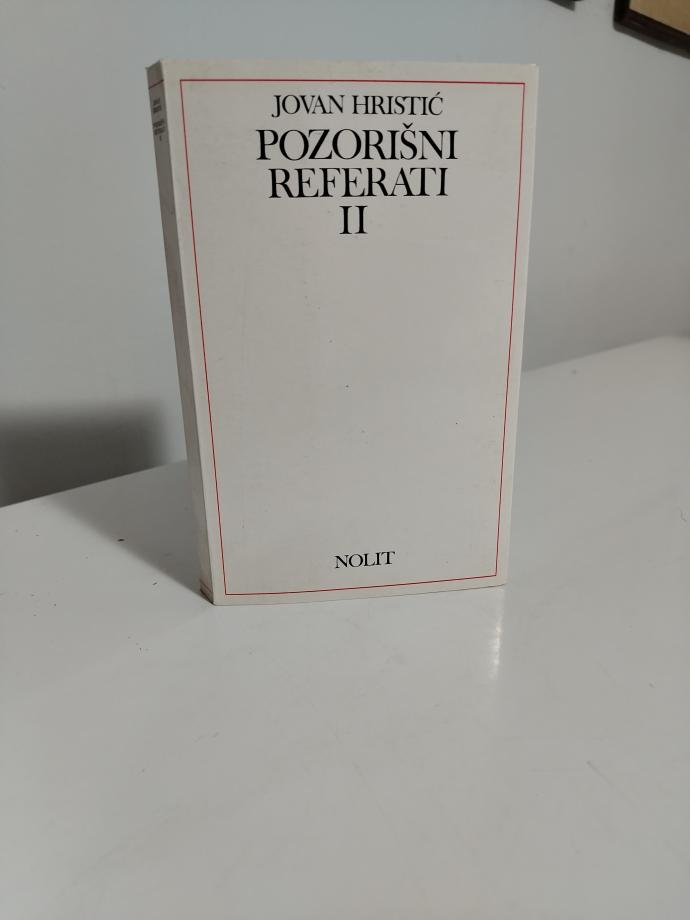 JOVAN HRISTIĆ
POZORIŠNI
REFERATI
II
NOLIT